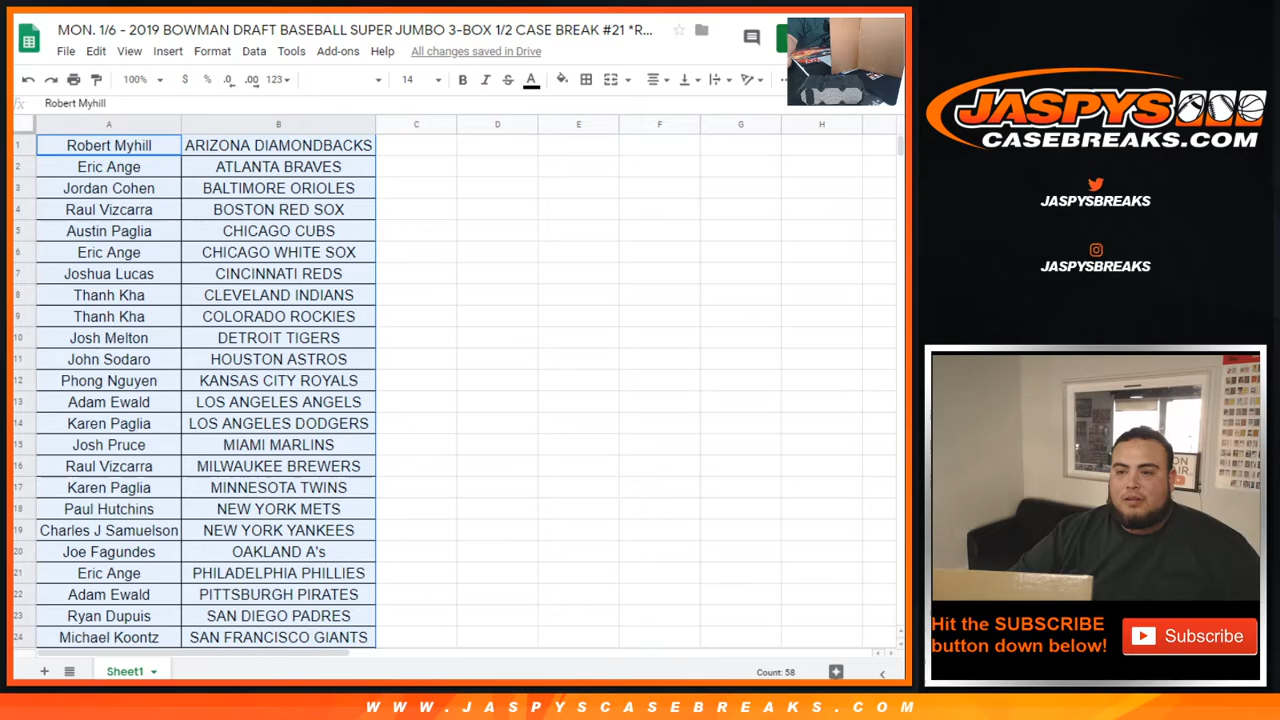 MON. 1/6 - 2019 BOWMAN DRAFT BASEBALL SUPER JUMBO 3-BOX 1/2 CASE BREAK #21 *R...
File Edit View Insert Format Data Tools Add-ons Help All changes saved in Drive
100% $ % .0 .00 123 14 B I S A
fx Robert Myhill
A B C D E F G H
1 Robert Myhill ARIZONA DIAMONDBACKS
2 Eric Ange ATLANTA BRAVES
3 Jordan Cohen BALTIMORE ORIOLES
4 Raul Vizcarra BOSTON RED SOX
5 Austin Paglia CHICAGO CUBS
6 Eric Ange CHICAGO WHITE SOX
7 Joshua Lucas CINCINNATI REDS
8 Thanh Kha CLEVELAND INDIANS
9 Thanh Kha COLORADO ROCKIES
10 Josh Melton DETROIT TIGERS
11 John Sodaro HOUSTON ASTROS
12 Phong Nguyen KANSAS CITY ROYALS
13 Adam Ewald LOS ANGELES ANGELS
14 Karen Paglia LOS ANGELES DODGERS
15 Josh Pruce MIAMI MARLINS
16 Raul Vizcarra MILWAUKEE BREWERS
17 Karen Paglia MINNESOTA TWINS
18 Paul Hutchins NEW YORK METS
19 Charles J Samuelson NEW YORK YANKEES
20 Joe Fagundes OAKLAND A's
21 Eric Ange PHILADELPHIA PHILLIES
22 Adam Ewald PITTSBURGH PIRATES
23 Ryan Dupuis SAN DIEGO PADRES
24 Michael Koontz SAN FRANCISCO GIANTS
Sheet1
Count: 58
JASPYS
CASEBREAKS.COM
JASPYSBREAKS
JASPYSBREAKS
ON
AIR
Hit the SUBSCRIBE
button down below!
Subscribe
WWW.JASPYSCASEBREAKS.COM